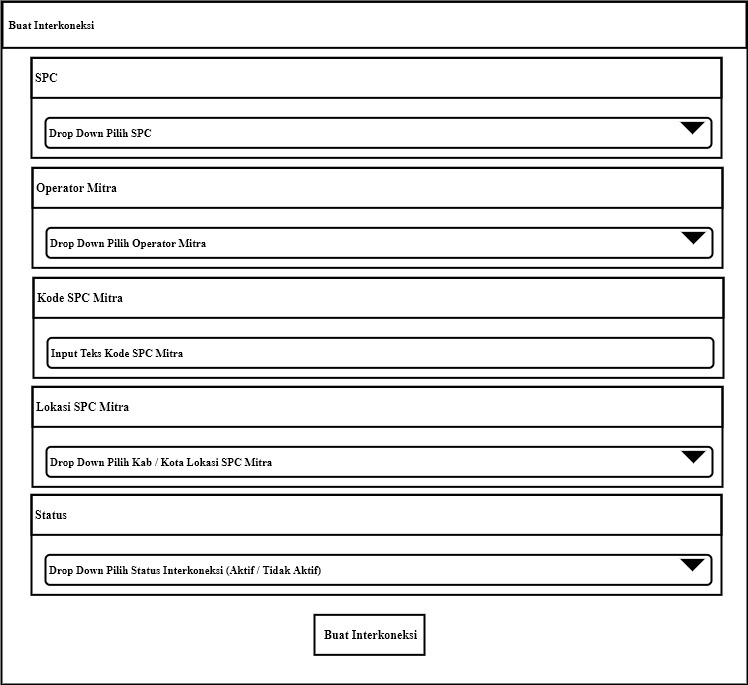 Buat Interkoneksi
SPC
Drop Down Pilih SPC
Operator Mitra
Drop Down Pilih Operator Mitra
Kode SPC Mitra
Input Teks Kode SPC Mitra
Lokasi SPC Mitra
Drop Down Pilih Kab / Kota Lokasi SPC Mitra
Status
Drop Down Pilih Status Interkoneksi (Aktif / Tidak Aktif)
Buat Interkoneksi